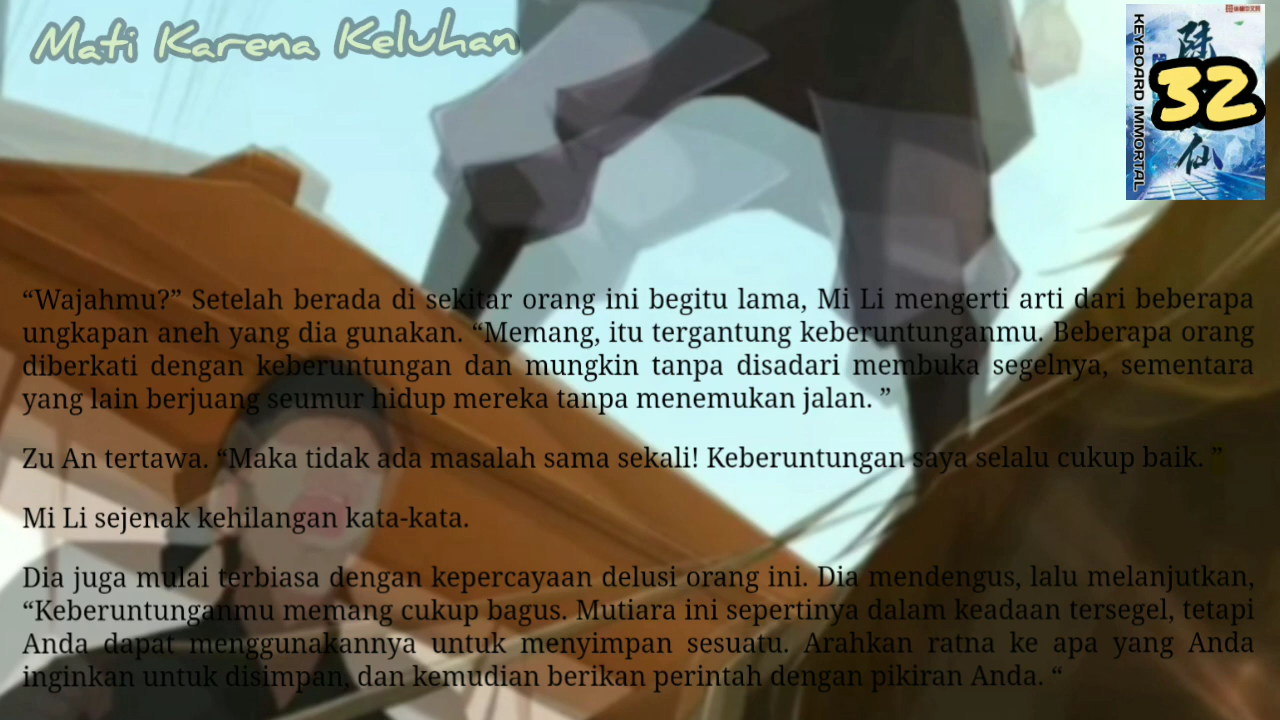 Mati Karena Keluhan
KEYBOARD IMMORTAL
32
“Wajahmu?” Setelah berada di sekitar orang ini begitu lama, Mi Li mengerti arti dari beberapa
ungkapan aneh yang dia gunakan. “Memang, itu tergantung keberuntunganmu. Beberapa orang
diberkati dengan keberuntungan dan mungkin tanpa disadari membuka segelnya, sementara
yang lain berjuang seumur hidup mereka tanpa menemukan jalan. ”
Zu An tertawa. “Maka tidak ada masalah sama sekali! Keberuntungan saya selalu cukup baik. ”
Mi Li sejenak kehilangan kata-kata.
Dia juga mulai terbiasa dengan kepercayaan delusi orang ini. Dia mendengus, lalu melanjutkan,
“Keberuntunganmu memang cukup bagus. Mutiara ini sepertinya dalam keadaan tersegel, tetapi
Anda dapat menggunakannya untuk menyimpan sesuatu. Arahkan ratna ke apa yang Anda
inginkan untuk disimpan, dan kemudian berikan perintah dengan pikiran Anda. “